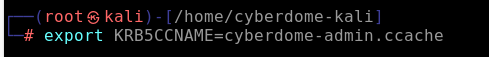 ┌──(root㉿kali)-[/home/cyberdome-kali]
└─# export KRB5CCNAME=cyberdome-admin.ccache